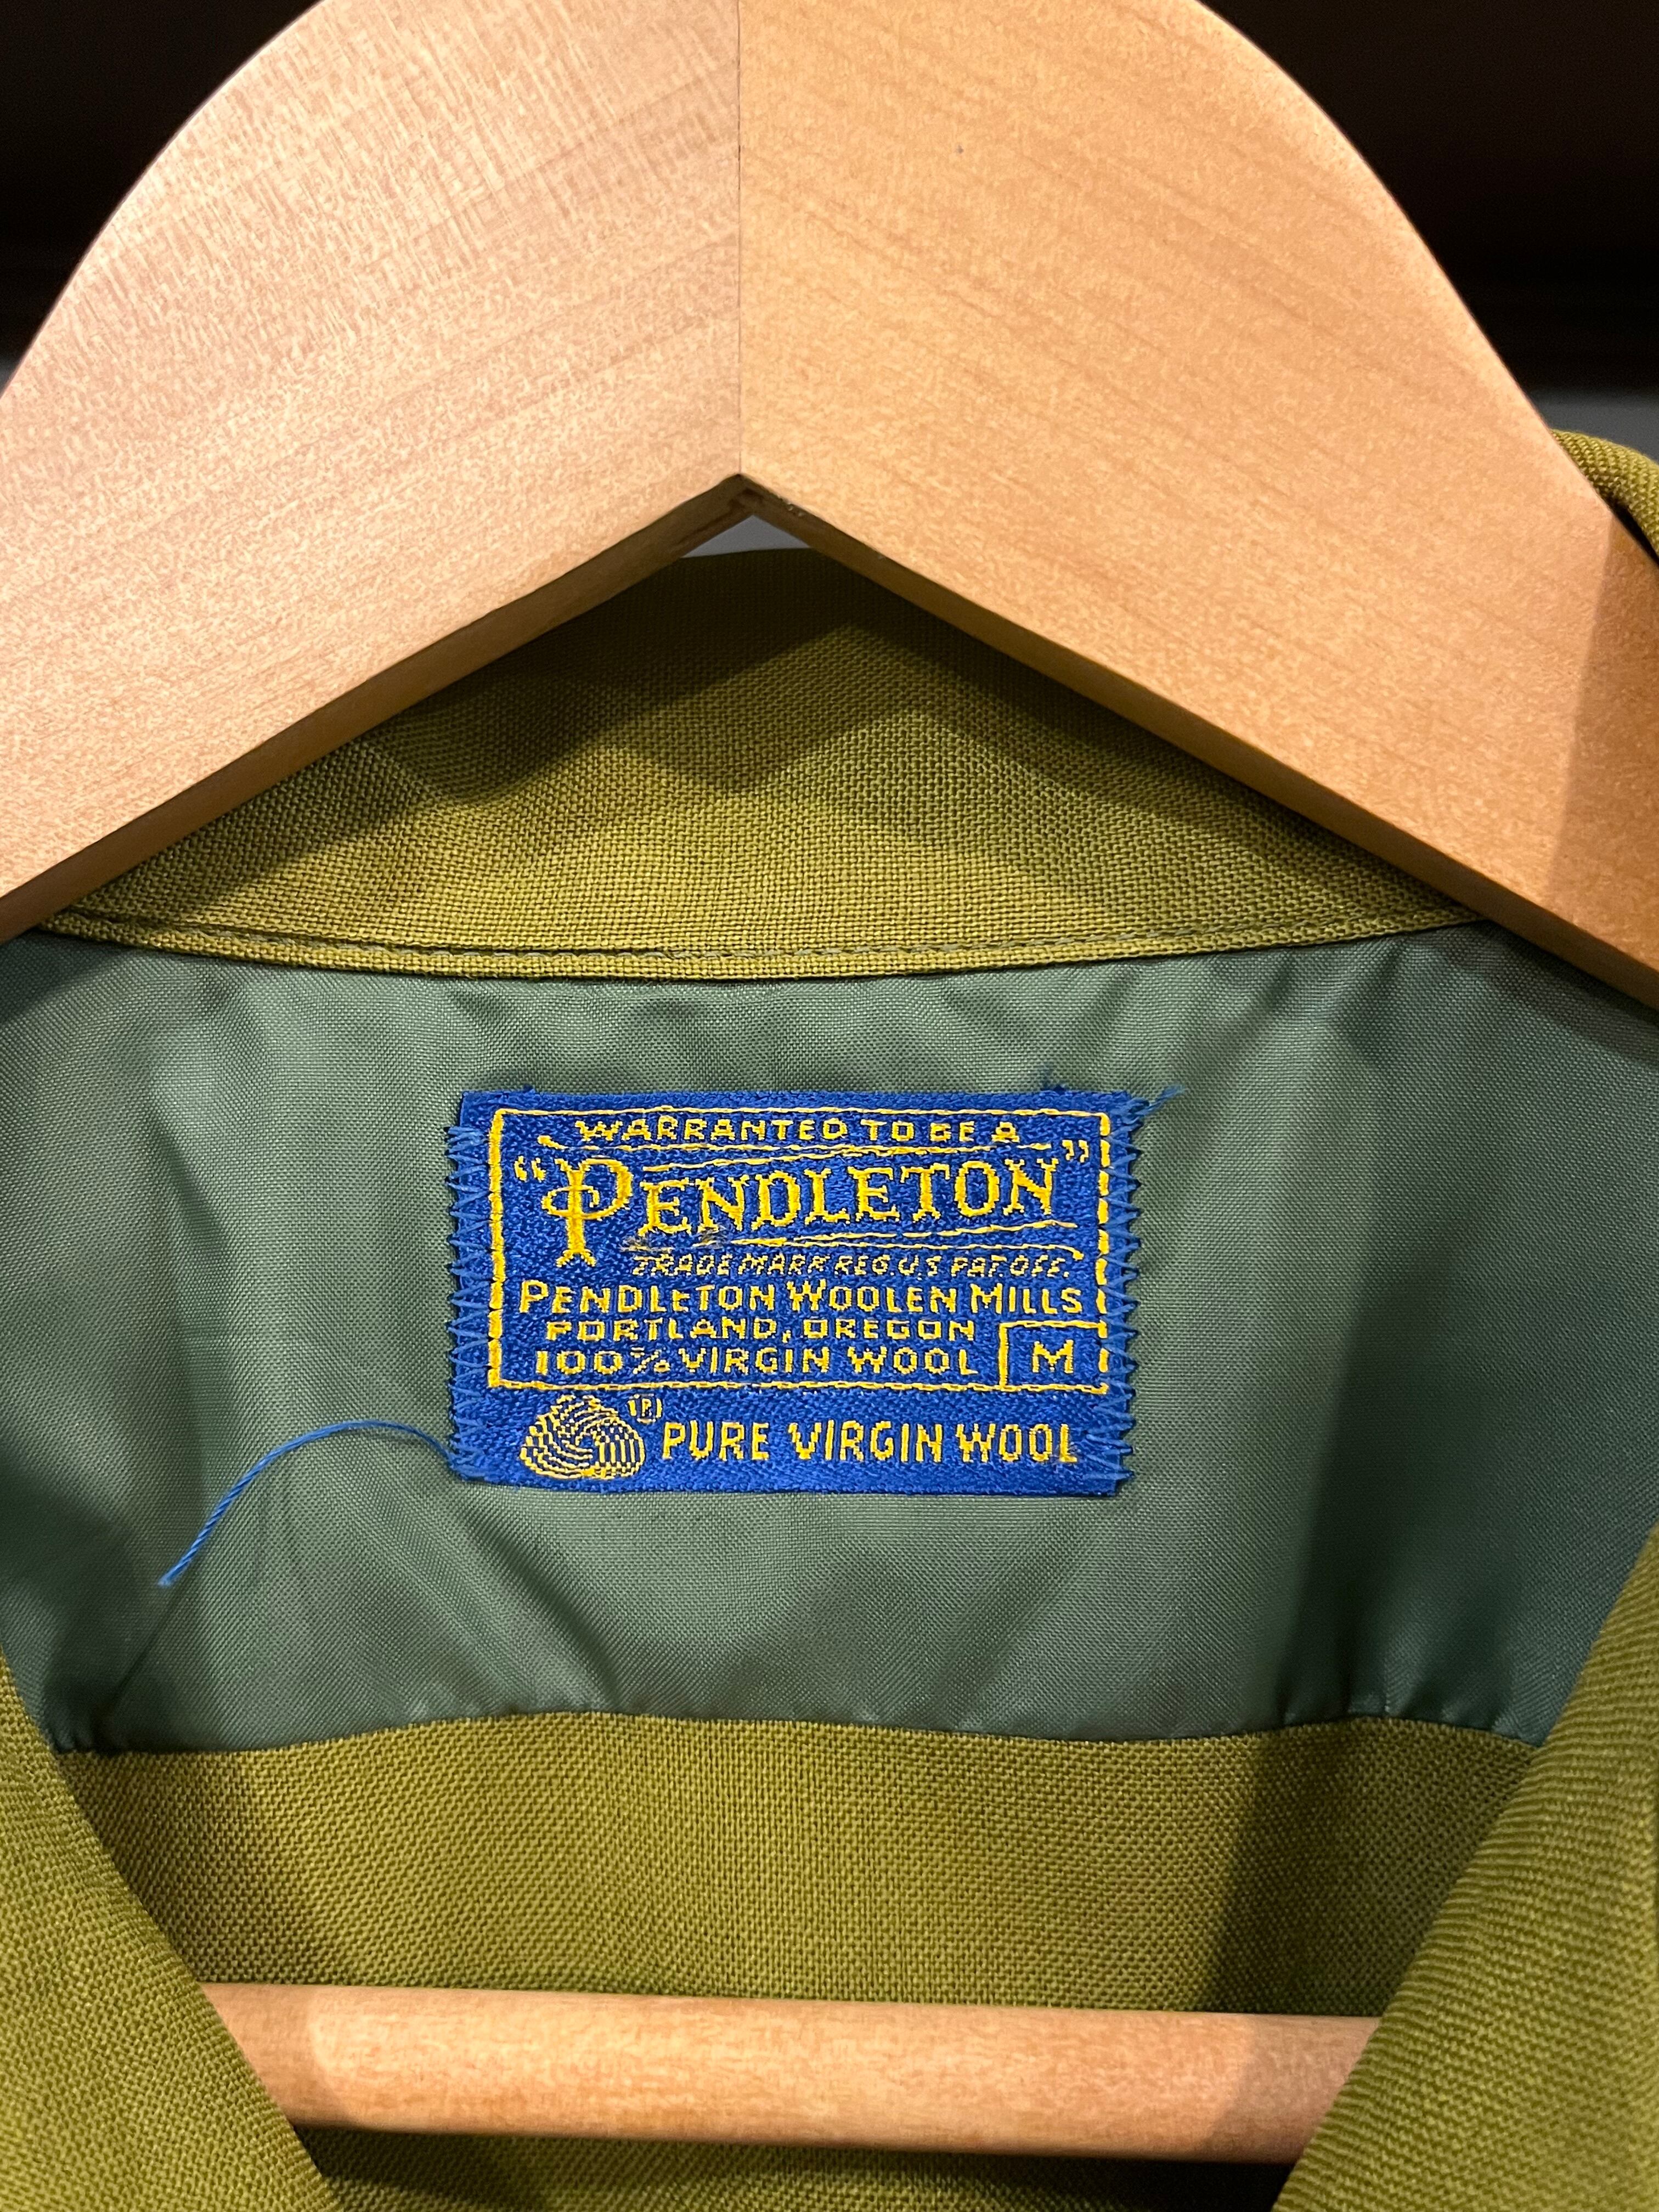 WARRANTED TO BE A
"PENDLETON"
TRADE MARK REG. U.S. PAT. OFF.
PENDLETON WOOLEN MILLS
PORTLAND, OREGON
100% VIRGIN WOOL M
® PURE VIRGIN WOOL